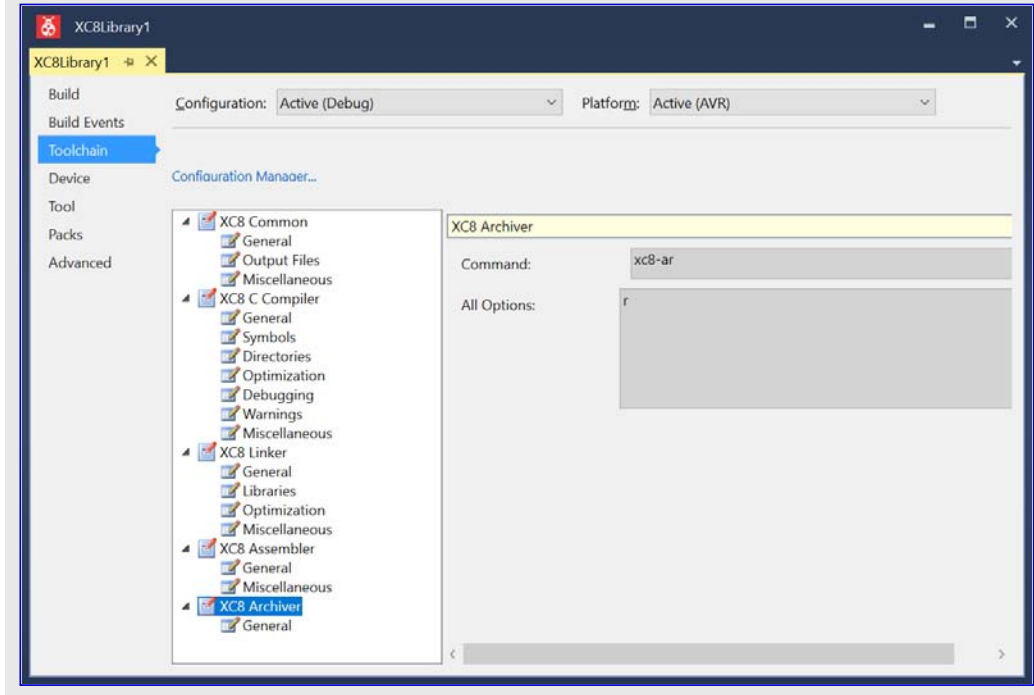 XC8Library1
XC8Library1
Build
Build Events
Toolchain
Device
Tool
Packs
Advanced
Configuration: Active (Debug) Platform: Active (AVR)
Configuration Manager...
XC8 Common
General
Output Files
Miscellaneous
XC8 C Compiler
General
Symbols
Directories
Optimization
Debugging
Warnings
Miscellaneous
XC8 Linker
General
Libraries
Optimization
Miscellaneous
XC8 Assembler
General
Miscellaneous
XC8 Archiver
General
XC8 Archiver
Command: xc8-ar
All Options: r